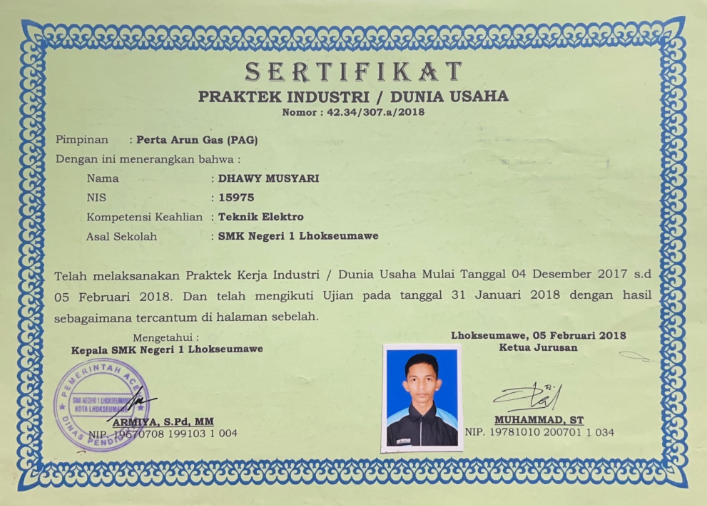 SERTIFIKAT
PRAKTEK INDUSTRI / DUNIA USAHA
Nomor : 42.34/307.a/2018
Pimpinan : Perta Arun Gas (PAG)
Dengan ini menerangkan bahwa :
Nama : DHAWY MUSYARI
NIS : 15975
Kompetensi Keahlian : Teknik Elektro
Asal Sekolah : SMK Negeri 1 Lhokseumawe
Telah melaksanakan Praktek Kerja Industri / Dunia Usaha Mulai Tanggal 04 Desember 2017 s.d
05 Februari 2018. Dan telah mengikuti Ujian pada tanggal 31 Januari 2018 dengan hasil
sebagaimana tercantum di halaman sebelah.
Mengetahui :
Kepala SMK Negeri 1 Lhokseumawe
PEMERINTAH ACEH
SMK NEGERI 1 LHOKSEUMAWE
KOTA LHOKSEUMAWE
DINAS PENDIDIKAN
ARMIYA, S.Pd, MM
NIP. 19670708 199103 1 004
Lhokseumawe, 05 Februari 2018
Ketua Jurusan
MUHAMMAD, ST
NIP. 19781010 200701 1 034